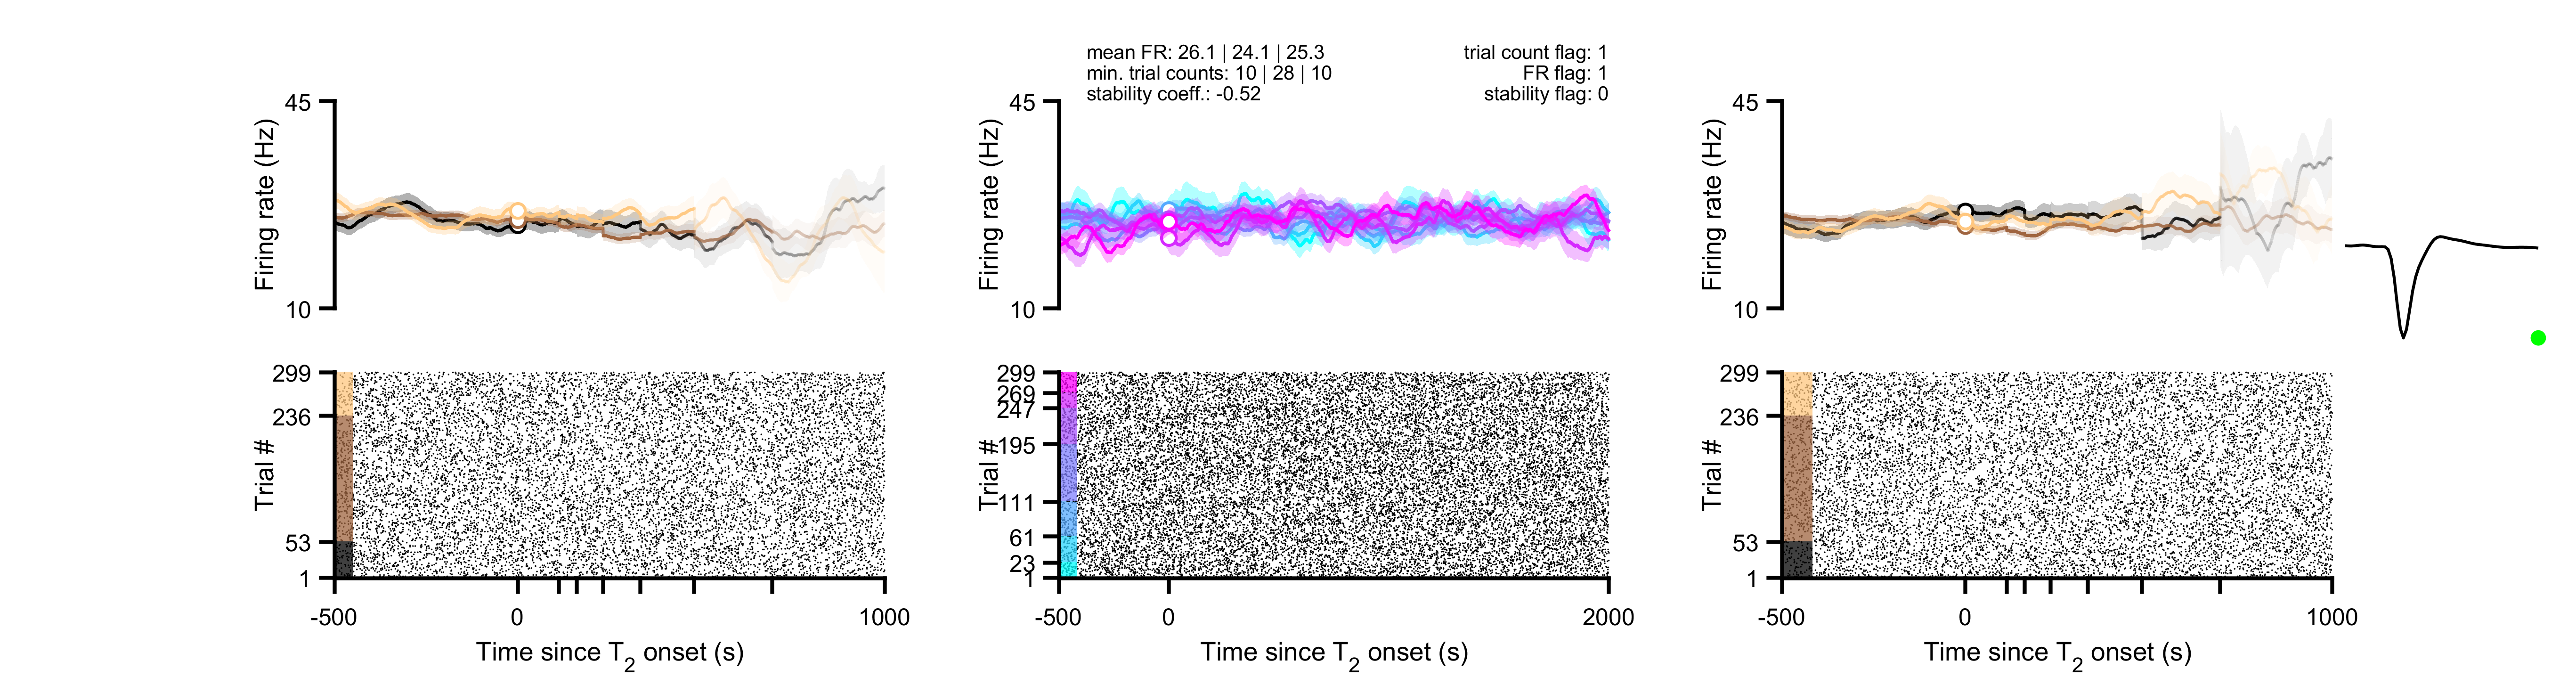 mean FR: 26.1 | 24.1 | 25.3
min. trial counts: 10 | 28 | 10
stability coeff.: -0.52
trial count flag: 1
FR flag: 1
stability flag: 0
45
Firing rate (Hz)
10
299
236
Trial #
53
1
-500
0
1000
Time since T2 onset (s)
45
Firing rate (Hz)
10
299
269
247
195
Trial #
111
61
23
1
-500
0
2000
Time since T2 onset (s)
45
Firing rate (Hz)
10
299
236
Trial #
53
1
-500
0
1000
Time since T2 onset (s)